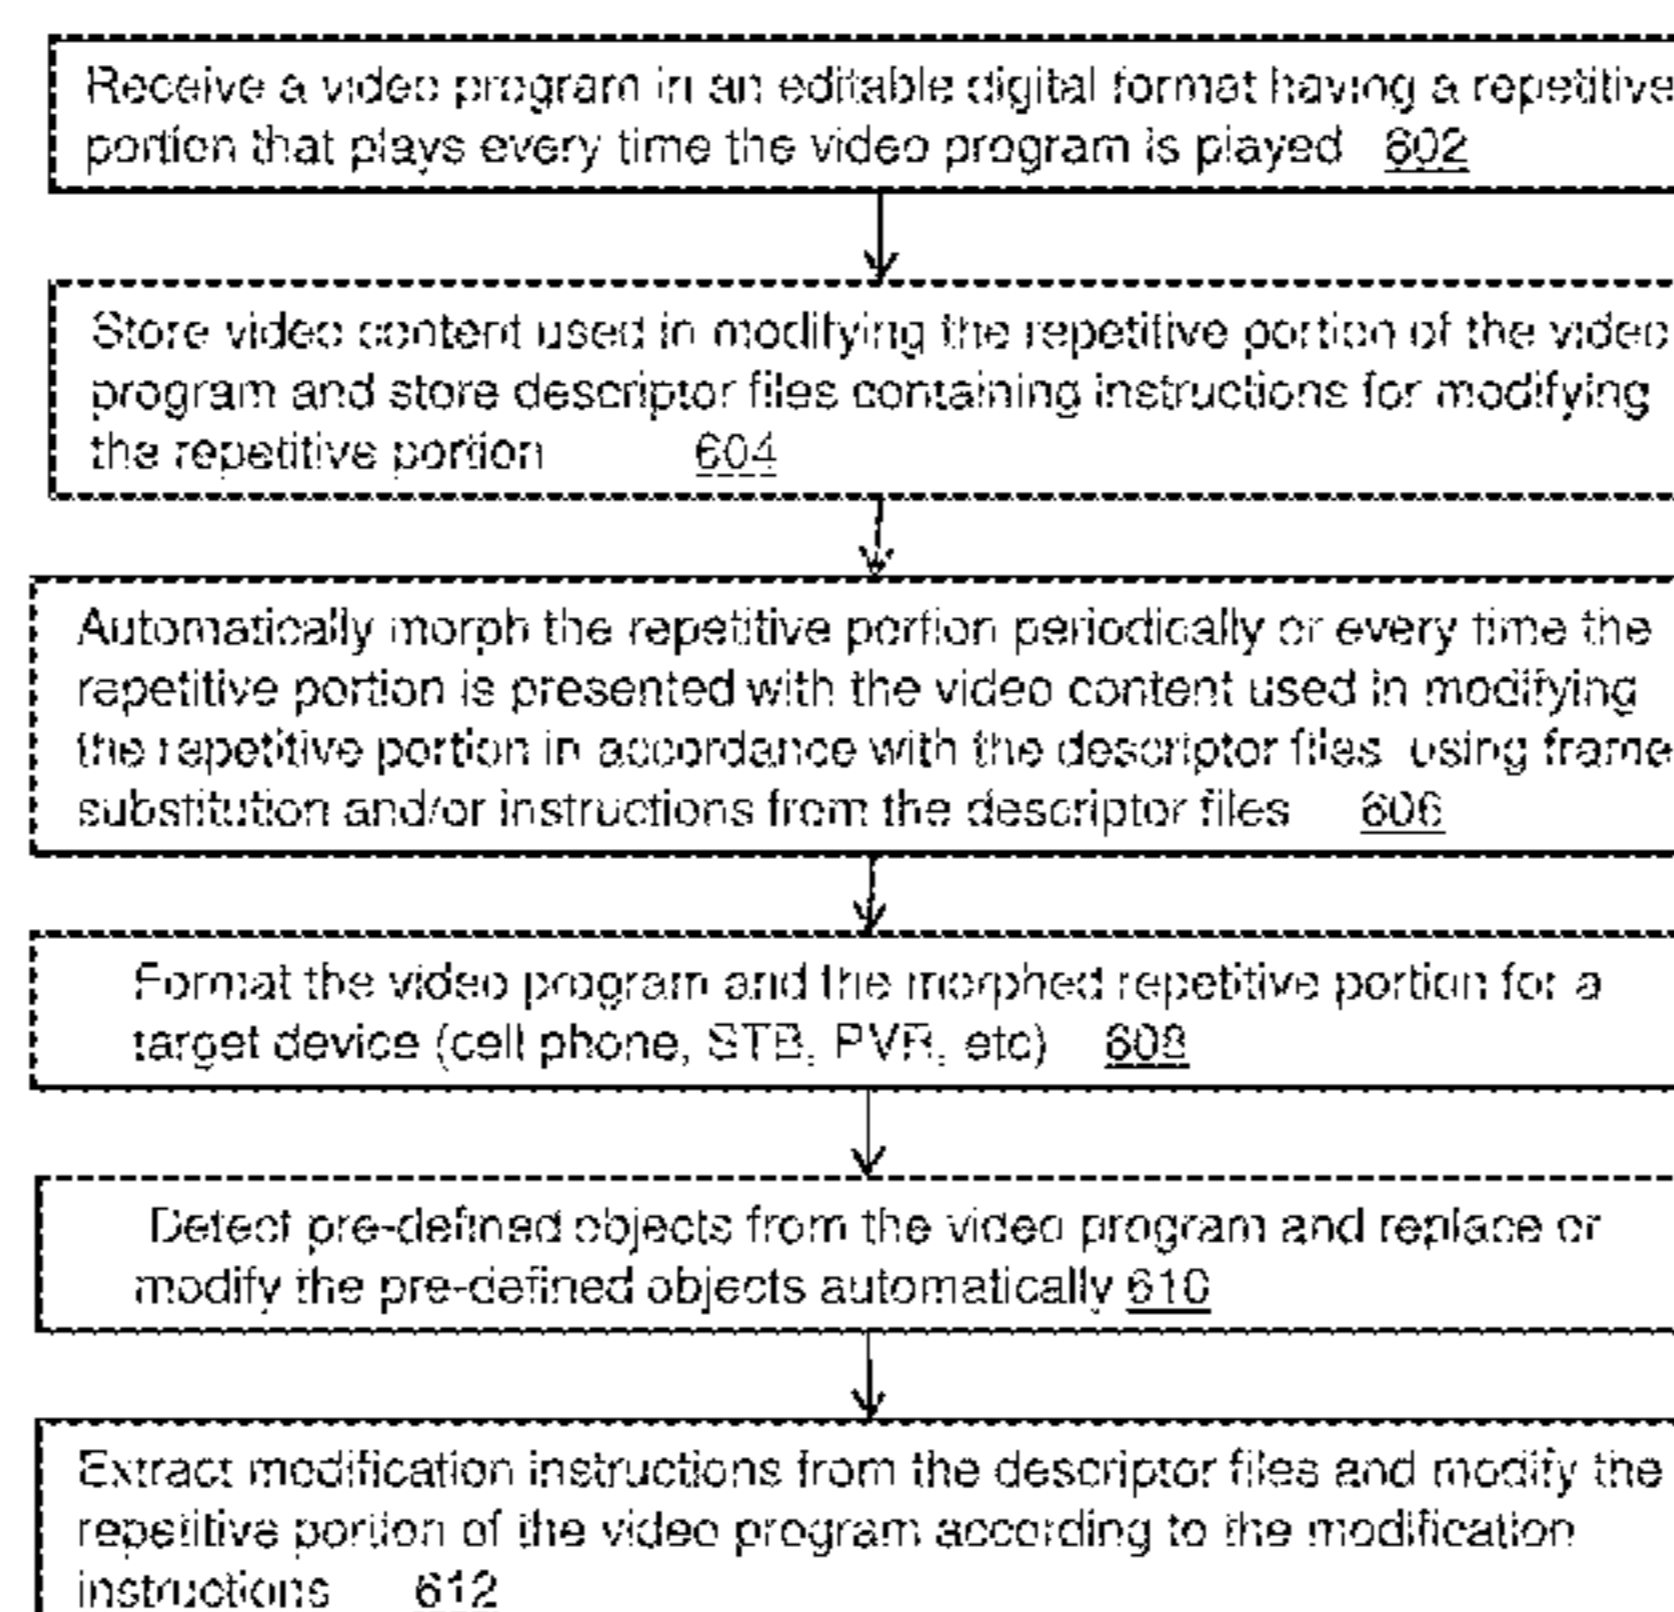 Receive a video program in an editable digital format having a repetitive
portion that plays every time the video program is played 602
Store video content used in modifying the repetitive portion of the video
program and store descriptor files containing instructions for modifying
the repetitive portion 604
Automatically morph the repetitive portion periodically or every time the
repetitive portion is presented with the video content used in modifying
the repetitive portion in accordance with the descriptor files using frame
substitution and/or instructions from the descriptor files 606
Format the video program and the morphed repetitive portion for a
target device (cell phone, STB, PVR, etc) 608
Detect pre-defined objects from the video program and replace or
modify the pre-defined objects automatically 610
Extract modification instructions from the descriptor files and modify the
repetitive portion of the video program according to the modification
instructions 612